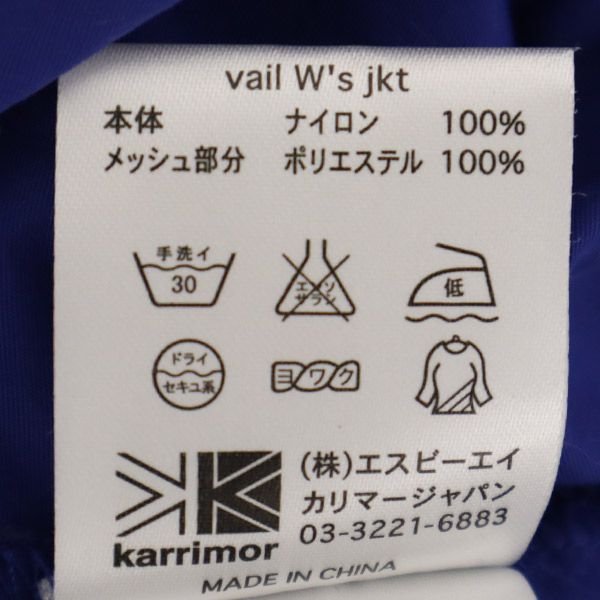 vail W's jkt
本体 ナイロン 100%
メッシュ部分 ポリエステル 100%
手洗イ
30
エンソ
サラシ
低
ドライ
セキユ系
ヨワク
(株)エスビーエイ
カリマージャパン
03-3221-6883
karrimor
MADE IN CHINA